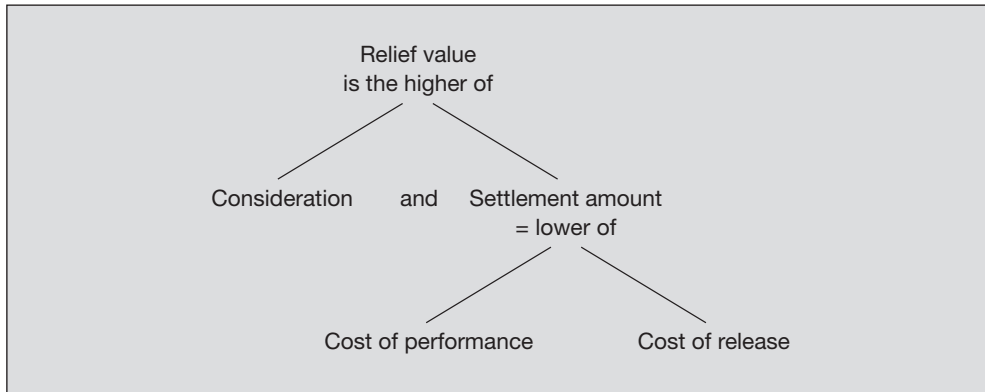 Relief value
is the higher of
Consideration and Settlement amount
= lower of
Cost of performance Cost of release